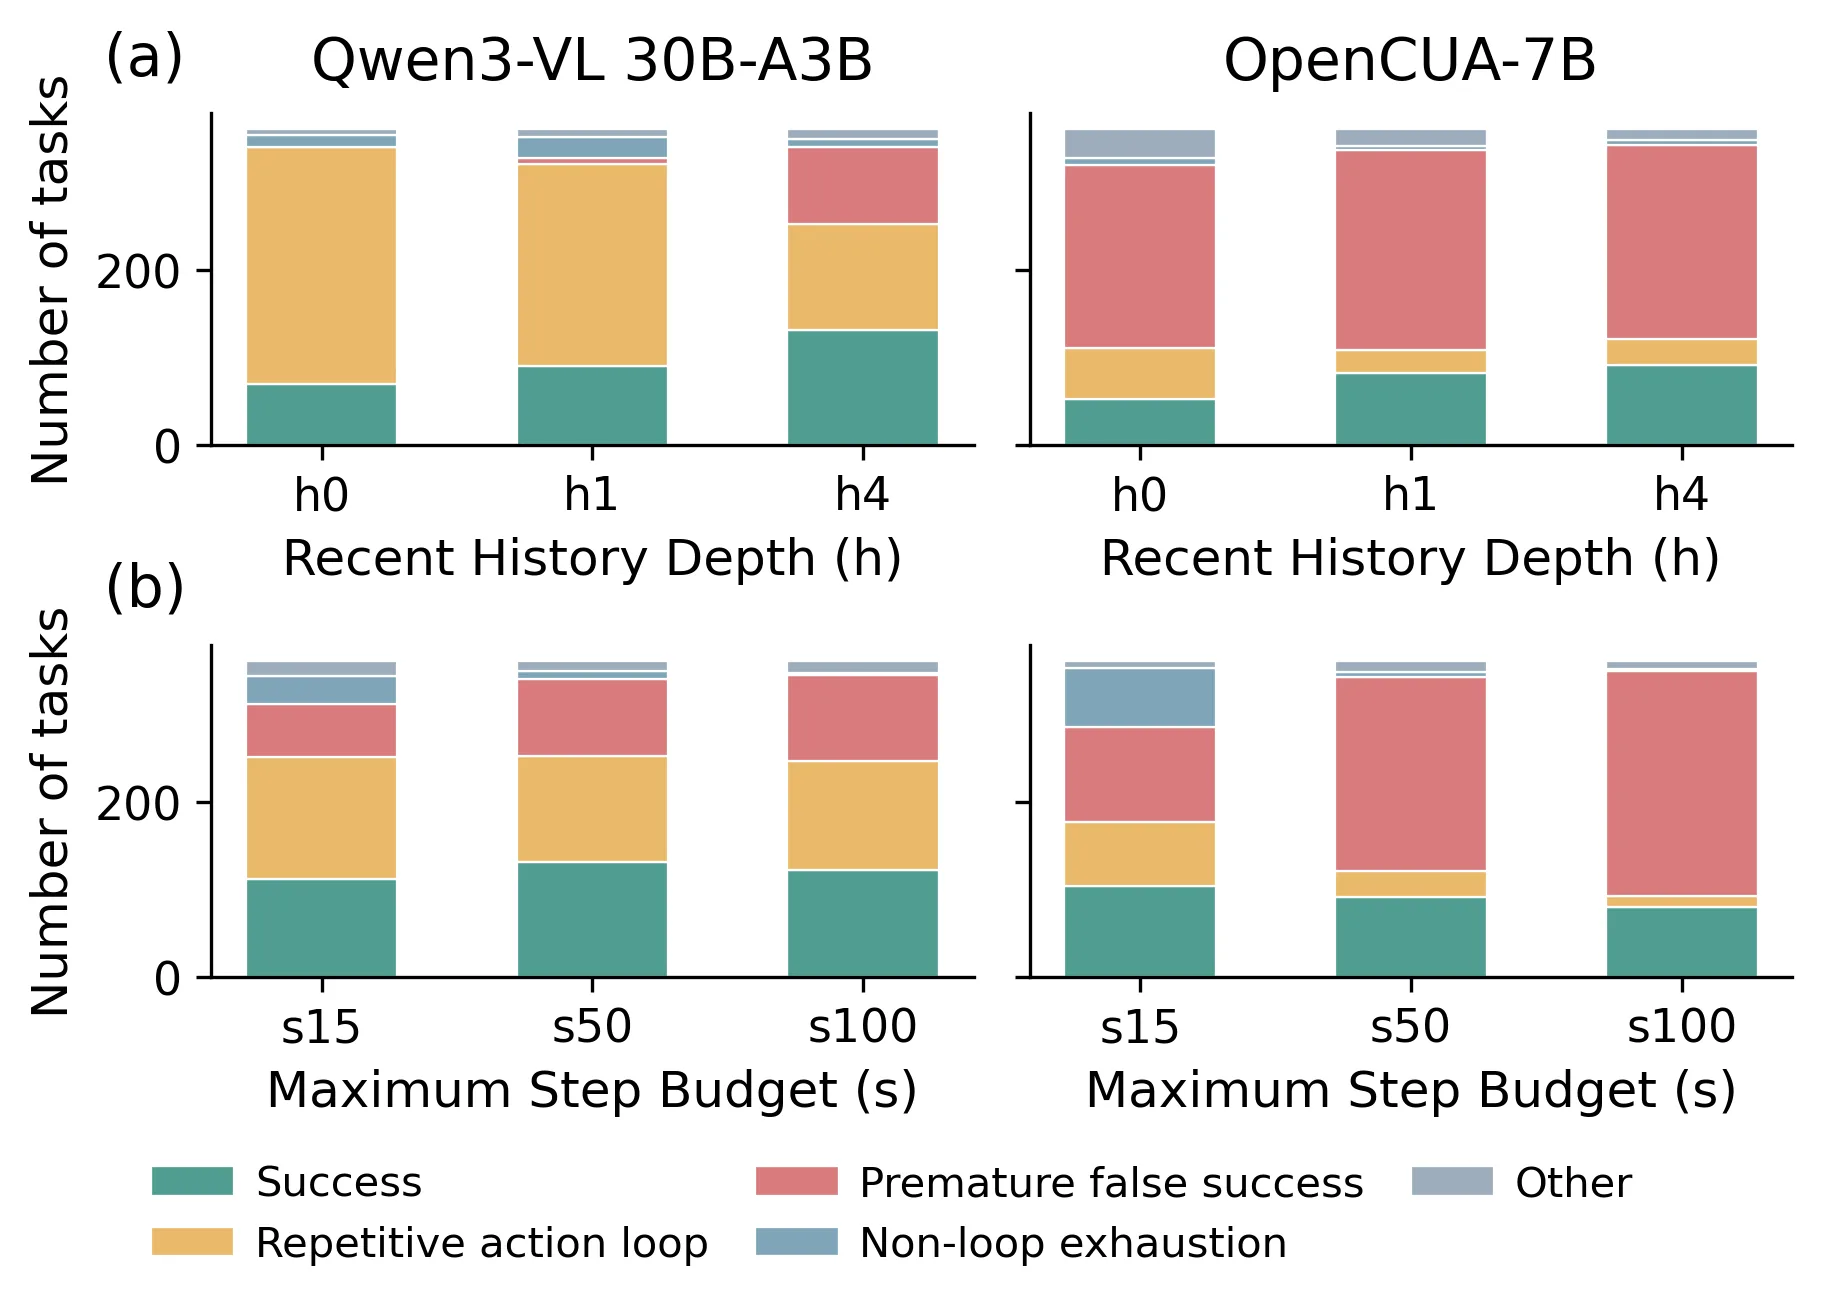 (a)
Qwen3-VL 30B-A3B
OpenCUA-7B
Number of tasks
200
0
h0
h1
h4
h0
h1
h4
Recent History Depth (h)
Recent History Depth (h)
(b)
Number of tasks
200
0
s15
s50
s100
s15
s50
s100
Maximum Step Budget (s)
Maximum Step Budget (s)
Success
Premature false success
Other
Repetitive action loop
Non-loop exhaustion